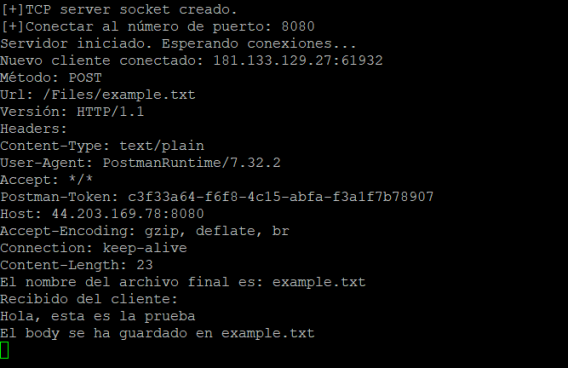 [+]TCP server socket creado.
[+]Conectar al número de puerto: 8080
Servidor iniciado. Esperando conexiones...
Nuevo cliente conectado: 181.133.129.27:61932
Método: POST
Url: /Files/example.txt
Versión: HTTP/1.1
Headers:
Content-Type: text/plain
User-Agent: PostmanRuntime/7.32.2
Accept: */*
Postman-Token: c3f33a64-f6f8-4c15-abfa-f3a1f7b78907
Host: 44.203.169.78:8080
Accept-Encoding: gzip, deflate, br
Connection: keep-alive
Content-Length: 23
El nombre del archivo final es: example.txt
Recibido del cliente:
Hola, esta es la prueba
El body se ha guardado en example.txt